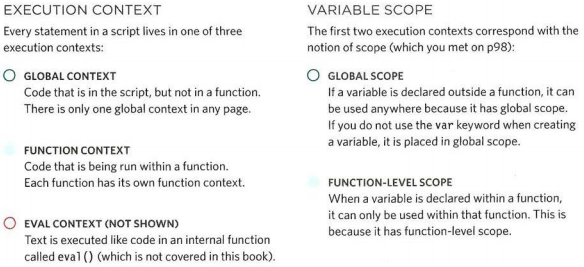 EXECUTION CONTEXT
Every statement in a script lives in one of three
execution contexts:
GLOBAL CONTEXT
Code that is in the script, but not in a function.
There is only one global context in any page.
FUNCTION CONTEXT
Code that is being run within a function.
Each function has its own function context.
EVAL CONTEXT (NOT SHOWN)
Text is executed like code in an internal function
called eval() (which is not covered in this book).
VARIABLE SCOPE
The first two execution contexts correspond with the
notion of scope (which you met on p98):
GLOBAL SCOPE
If a variable is declared outside a function, it can
be used anywhere because it has global scope.
If you do not use the var keyword when creating
a variable, it is placed in global scope.
FUNCTION-LEVEL SCOPE
When a variable is declared within a function,
it can only be used within that function. This is
because it has function-level scope.